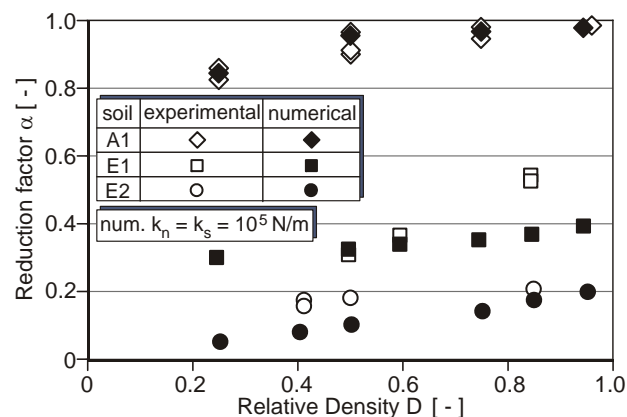 1.0
0.8
0.6
0.4
0.2
0
Reduction factor α [ - ]
soil experimental numerical
A1
E1
E2
num. kn = ks = 10⁵ N/m
0 0.2 0.4 0.6 0.8 1.0
Relative Density D [ - ]